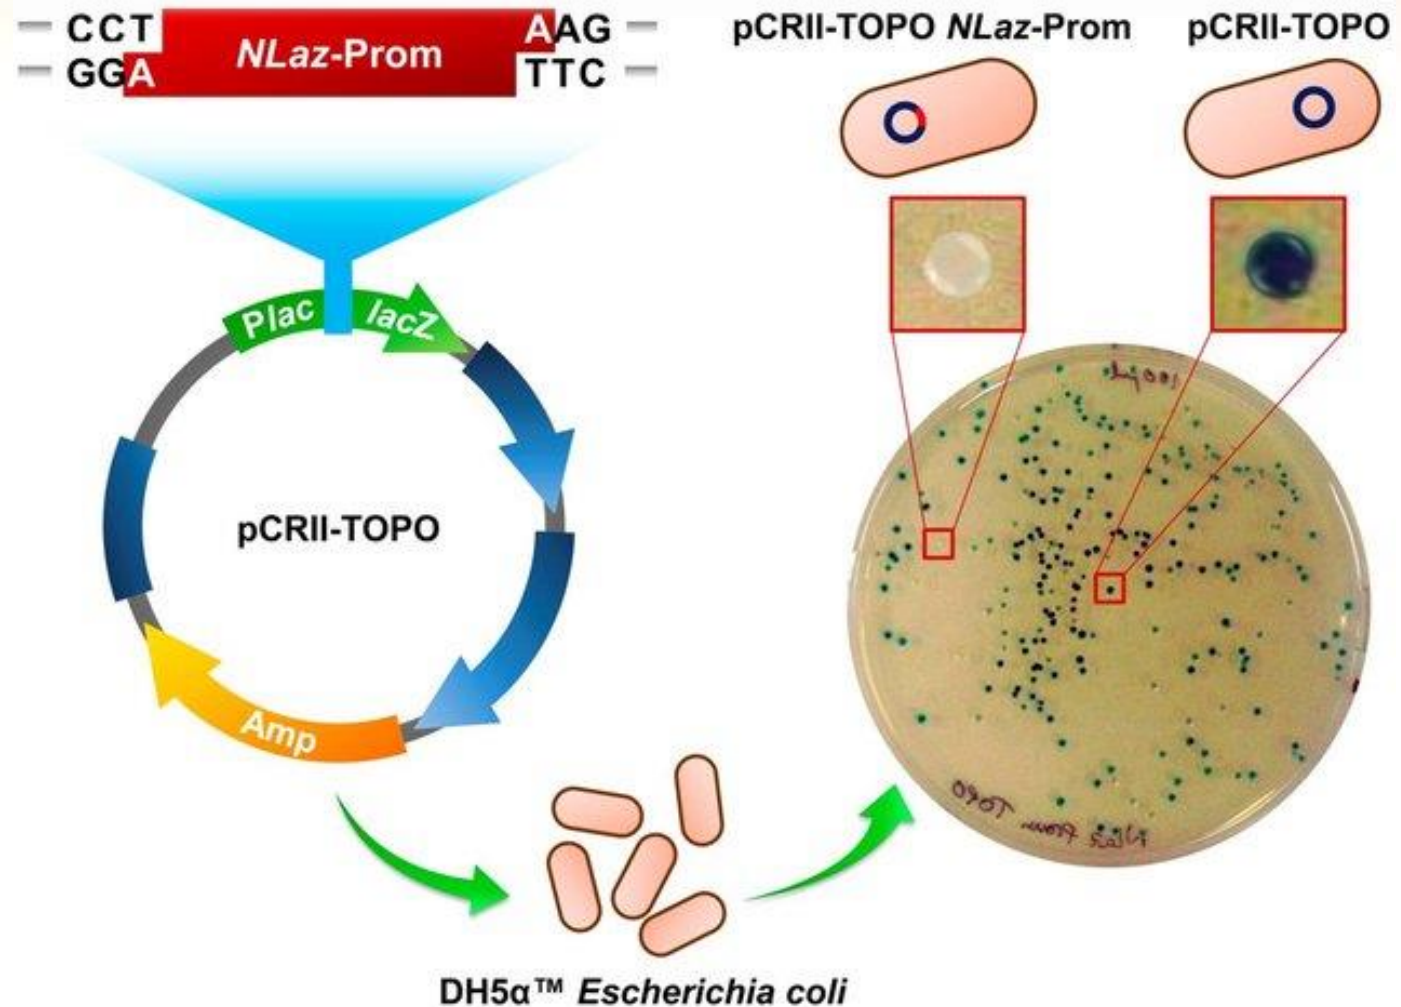 CCT
AAG
NLaz-Prom
GGA
TTC
pCRII-TOPO NLaz-Prom
pCRII-TOPO
Plac
lacZ
pCRII-TOPO
Amp
100µl
TOPO
NLaz Prom
DH5α™ Escherichia coli